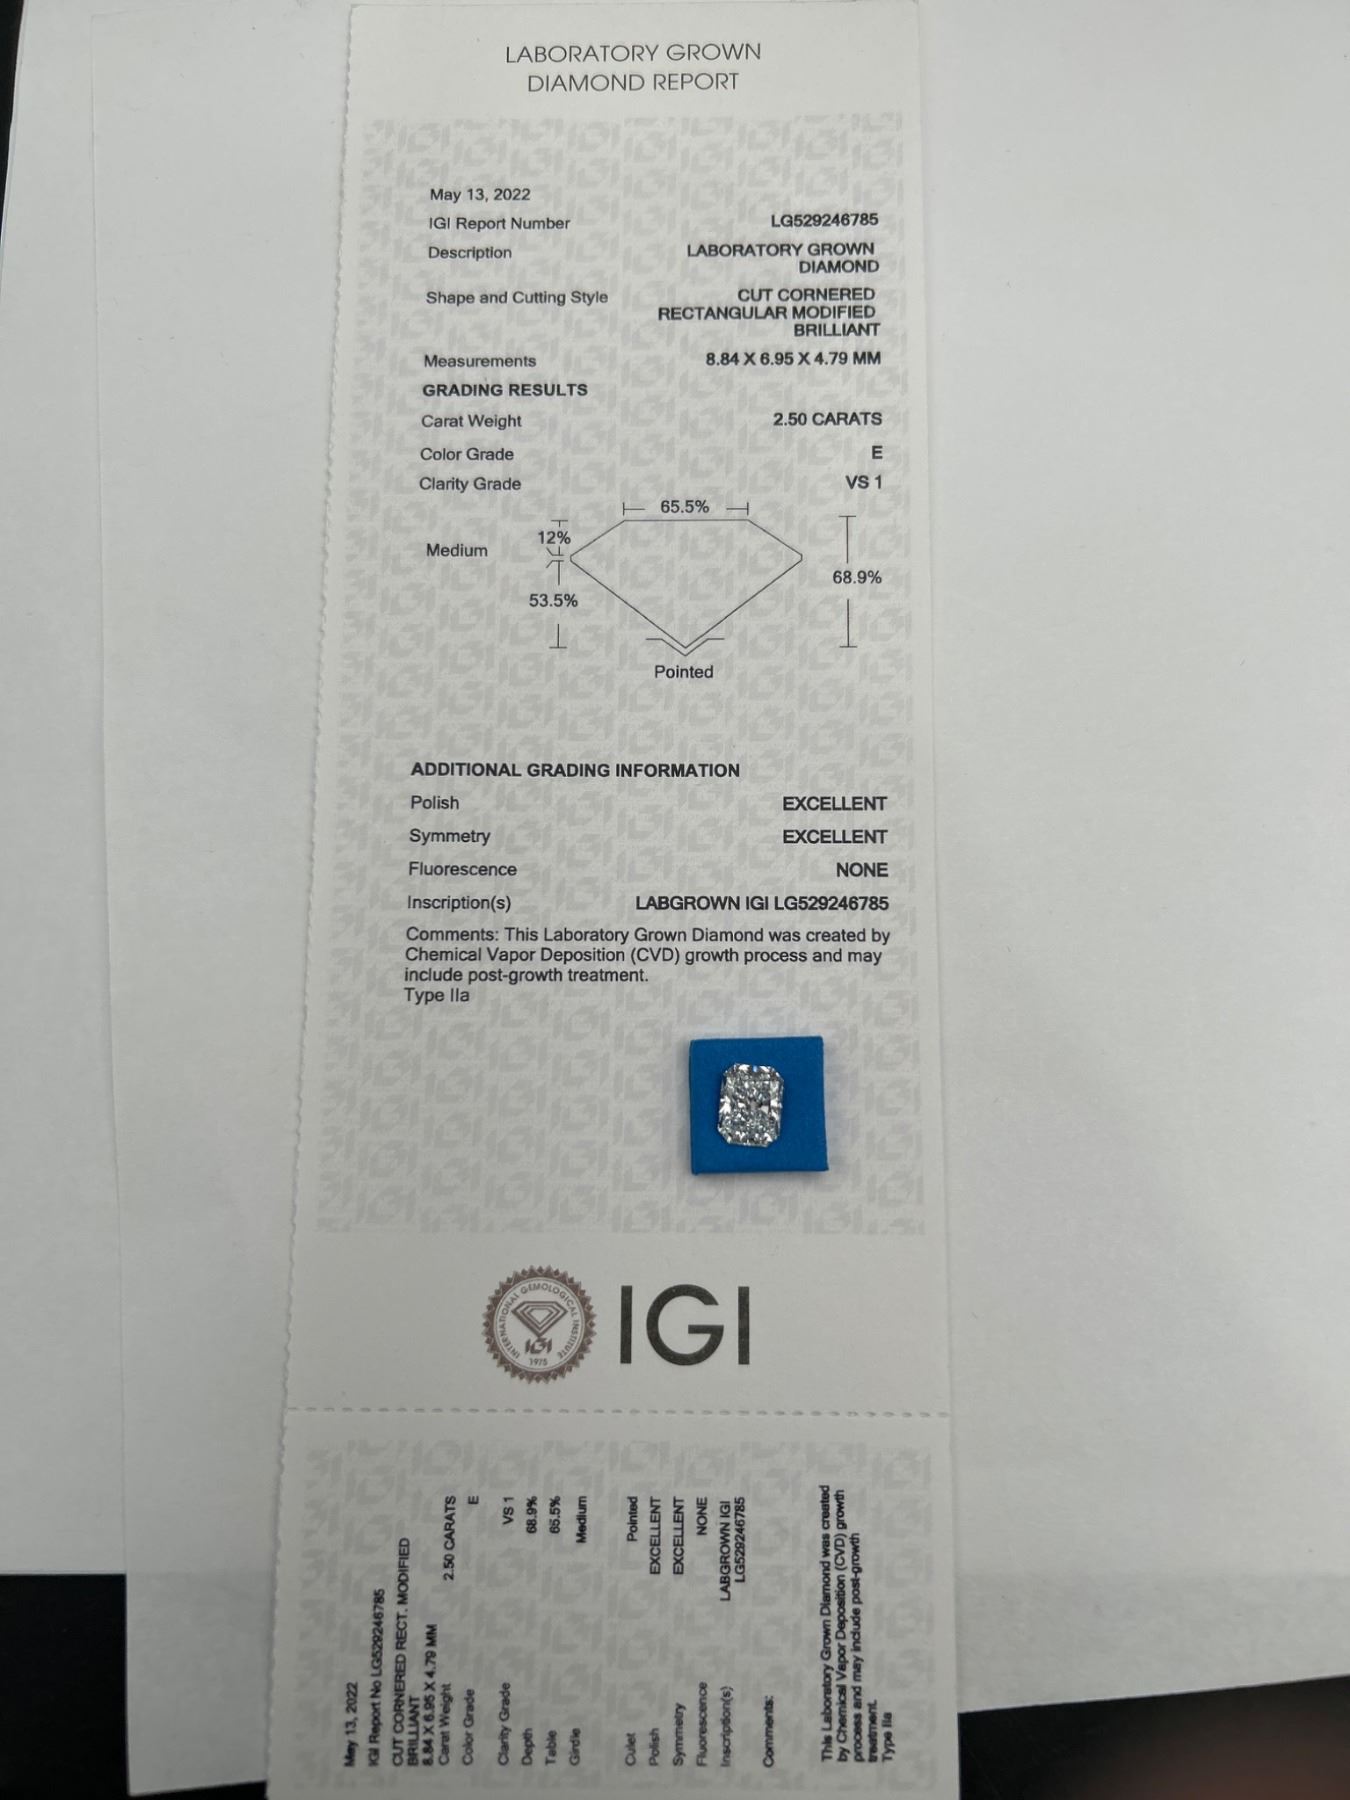 LABORATORY GROWN
DIAMOND REPORT
May 13, 2022
IGI Report Number LG529246785
Description LABORATORY GROWN
DIAMOND
Shape and Cutting Style CUT CORNERED
RECTANGULAR MODIFIED
BRILLIANT
Measurements 8.84 X 6.95 X 4.79 MM
GRADING RESULTS
Carat Weight 2.50 CARATS
Color Grade E
Clarity Grade VS 1
65.5%
12%
Medium
68.9%
53.5%
Pointed
ADDITIONAL GRADING INFORMATION
Polish EXCELLENT
Symmetry EXCELLENT
Fluorescence NONE
Inscription(s) LABGROWN IGI LG529246785
Comments: This Laboratory Grown Diamond was created by
Chemical Vapor Deposition (CVD) growth process and may
include post-growth treatment.
Type IIa
INTERNATIONAL GEMOLOGICAL INSTITUTE
IGI
1975
IGI
May 13, 2022
IGI Report No LG529246785
CUT CORNERED RECT. MODIFIED
BRILLIANT
8.84 X 6.95 X 4.79 MM
Carat Weight 2.50 CARATS
Color Grade E
Clarity Grade VS 1
Depth 68.9%
Table 65.5%
Girdle Medium
Culet Pointed
Polish EXCELLENT
Symmetry EXCELLENT
Fluorescence NONE
Inscription(s) LABGROWN IGI
LG529246785
Comments:
This Laboratory Grown Diamond was created
by Chemical Vapor Deposition (CVD) growth
process and may include post-growth
treatment.
Type IIa